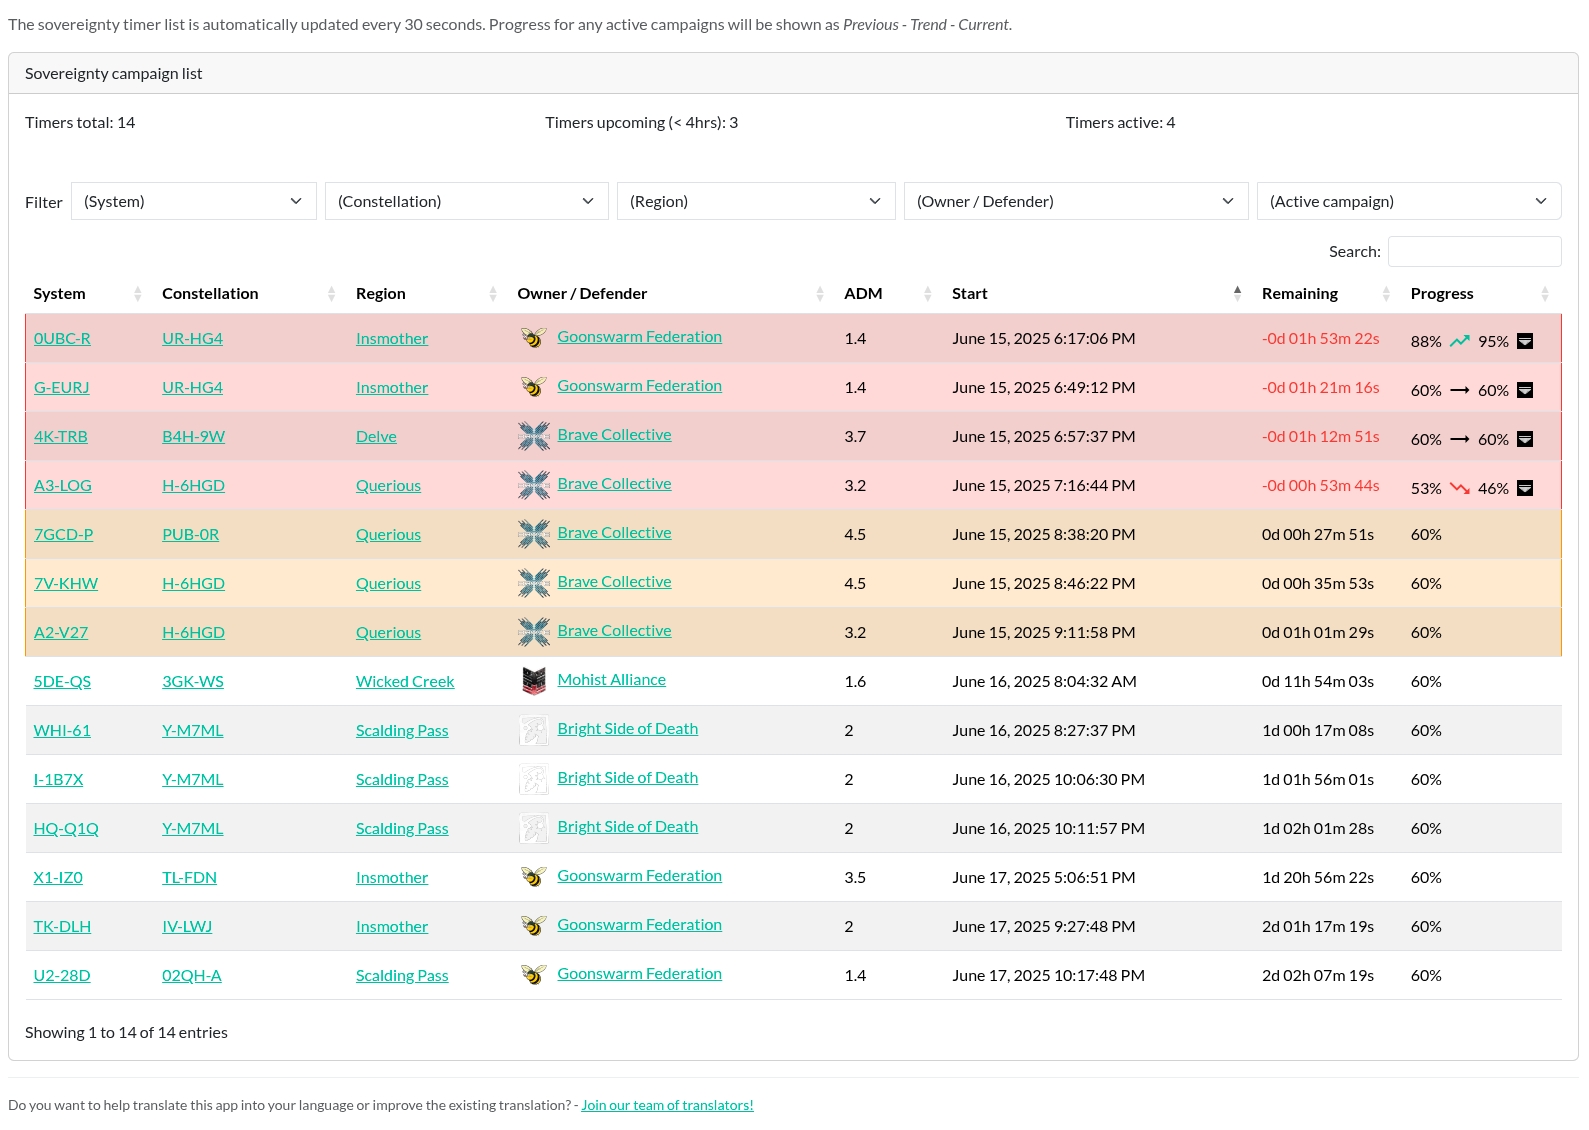 The sovereignty timer list is automatically updated every 30 seconds. Progress for any active campaigns will be shown as Previous - Trend - Current.
Sovereignty campaign list
Timers total: 14 Timers upcoming (< 4hrs): 3 Timers active: 4
Filter (System) (Constellation) (Region) (Owner / Defender) (Active campaign)
Search:
System Constellation Region Owner / Defender ADM Start Remaining Progress
0UBC-R UR-HG4 Insmother Goonswarm Federation 1.4 June 15, 2025 6:17:06 PM -0d 01h 53m 22s 88% 95%
G-EURJ UR-HG4 Insmother Goonswarm Federation 1.4 June 15, 2025 6:49:12 PM -0d 01h 21m 16s 60% 60%
4K-TRB B4H-9W Delve Brave Collective 3.7 June 15, 2025 6:57:37 PM -0d 01h 12m 51s 60% 60%
A3-LOG H-6HGD Querious Brave Collective 3.2 June 15, 2025 7:16:44 PM -0d 00h 53m 44s 53% 46%
7GCD-P PUB-0R Querious Brave Collective 4.5 June 15, 2025 8:38:20 PM 0d 00h 27m 51s 60%
7V-KHW H-6HGD Querious Brave Collective 4.5 June 15, 2025 8:46:22 PM 0d 00h 35m 53s 60%
A2-V27 H-6HGD Querious Brave Collective 3.2 June 15, 2025 9:11:58 PM 0d 01h 01m 29s 60%
5DE-QS 3GK-WS Wicked Creek Mohist Alliance 1.6 June 16, 2025 8:04:32 AM 0d 11h 54m 03s 60%
WHI-61 Y-M7ML Scalding Pass Bright Side of Death 2 June 16, 2025 8:27:37 PM 1d 00h 17m 08s 60%
I-1B7X Y-M7ML Scalding Pass Bright Side of Death 2 June 16, 2025 10:06:30 PM 1d 01h 56m 01s 60%
HQ-Q1Q Y-M7ML Scalding Pass Bright Side of Death 2 June 16, 2025 10:11:57 PM 1d 02h 01m 28s 60%
X1-IZ0 TL-FDN Insmother Goonswarm Federation 3.5 June 17, 2025 5:06:51 PM 1d 20h 56m 22s 60%
TK-DLH IV-LWJ Insmother Goonswarm Federation 2 June 17, 2025 9:27:48 PM 2d 01h 17m 19s 60%
U2-28D 02QH-A Scalding Pass Goonswarm Federation 1.4 June 17, 2025 10:17:48 PM 2d 02h 07m 19s 60%
Showing 1 to 14 of 14 entries
Do you want to help translate this app into your language or improve the existing translation? - Join our team of translators!